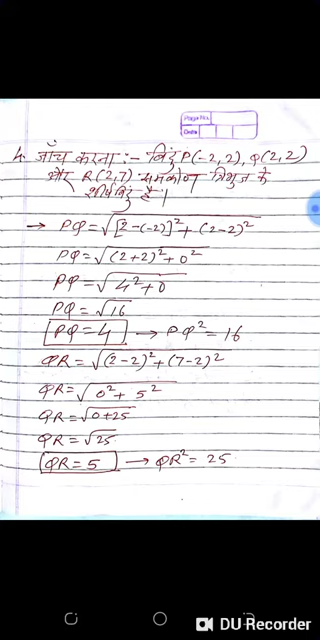 Page No.
Date
4. जाँच करना:- बिंदु P(-2,2), Q(2,2)
और R(2,7) समकोण त्रिभुज के
शीर्षबिंदु है।
→ PQ=√[2-(-2)]²+(2-2)²
PQ=√(2+2)²+0²
PQ=√4²+0
PQ=√16
PQ=4 → PQ²=16
QR=√(2-2)²+(7-2)²
QR=√0²+5²
QR=√0+25
QR=√25
QR=5 → QR²=25
DU Recorder